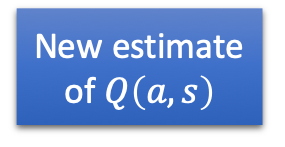 New estimate
of Q(a, s)